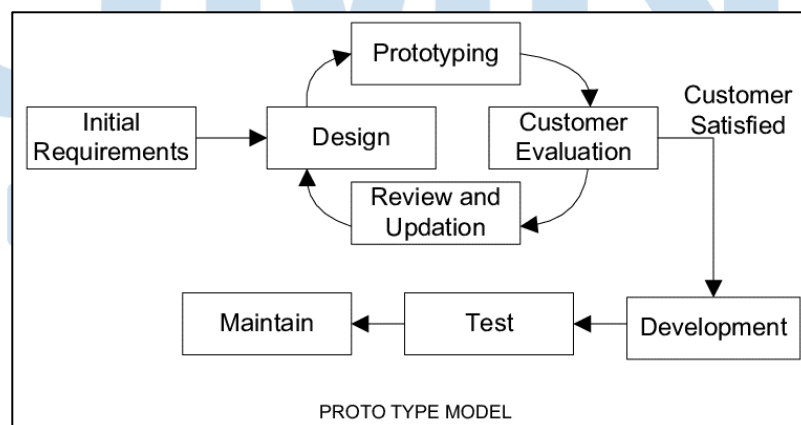 Prototyping
Customer
Satisfied
Initial
Requirements
Design
Customer
Evaluation
Review and
Updation
Maintain
Test
Development
PROTO TYPE MODEL